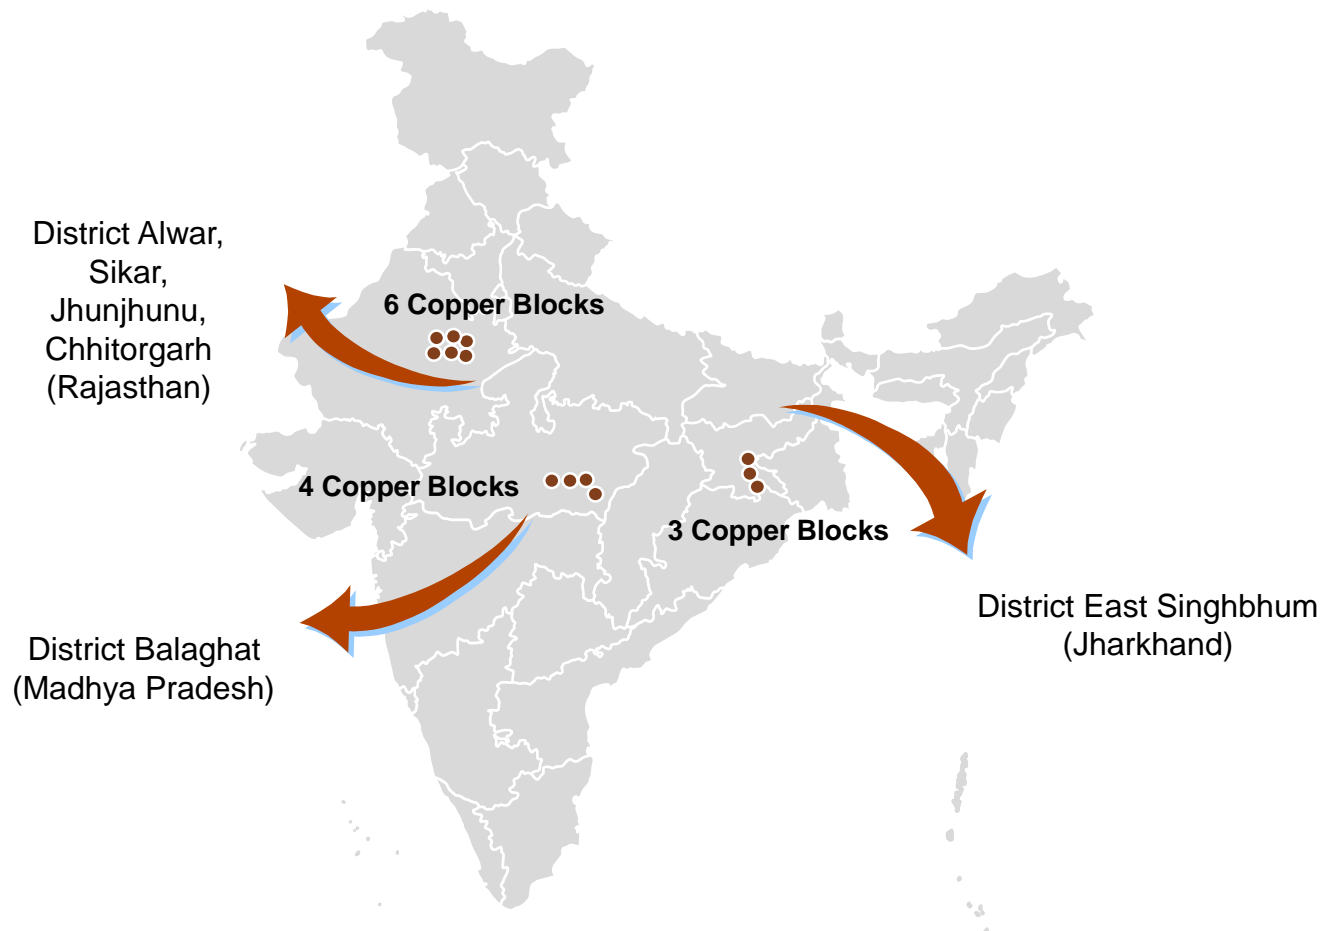 District Alwar,
Sikar,
Jhunjhunu,
Chhitorgarh
(Rajasthan)
6 Copper Blocks
4 Copper Blocks
3 Copper Blocks
District East Singhbhum
(Jharkhand)
District Balaghat
(Madhya Pradesh)